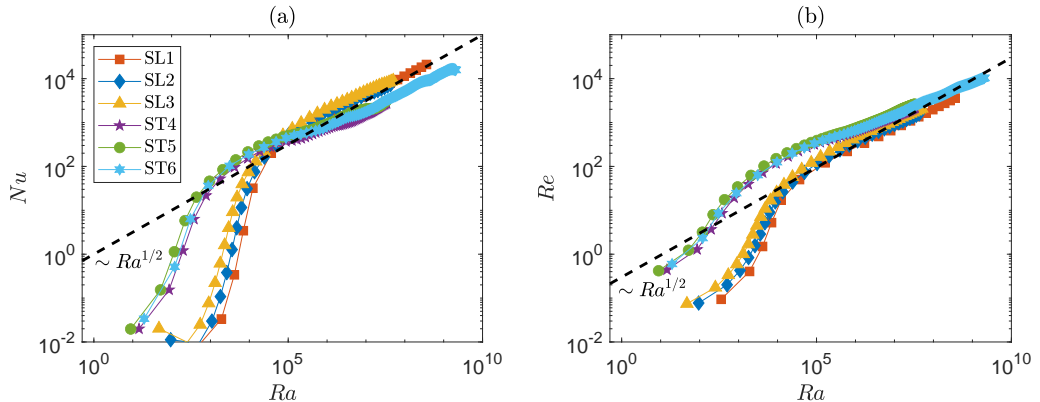 (a)
10^4
10^2
10^0
10^-2
Nu
SL1
SL2
SL3
ST4
ST5
ST6
~ Ra^{1/2}
10^0
10^5
10^10
Ra
(b)
10^4
10^2
10^0
10^-2
Re
~ Ra^{1/2}
10^0
10^5
10^10
Ra